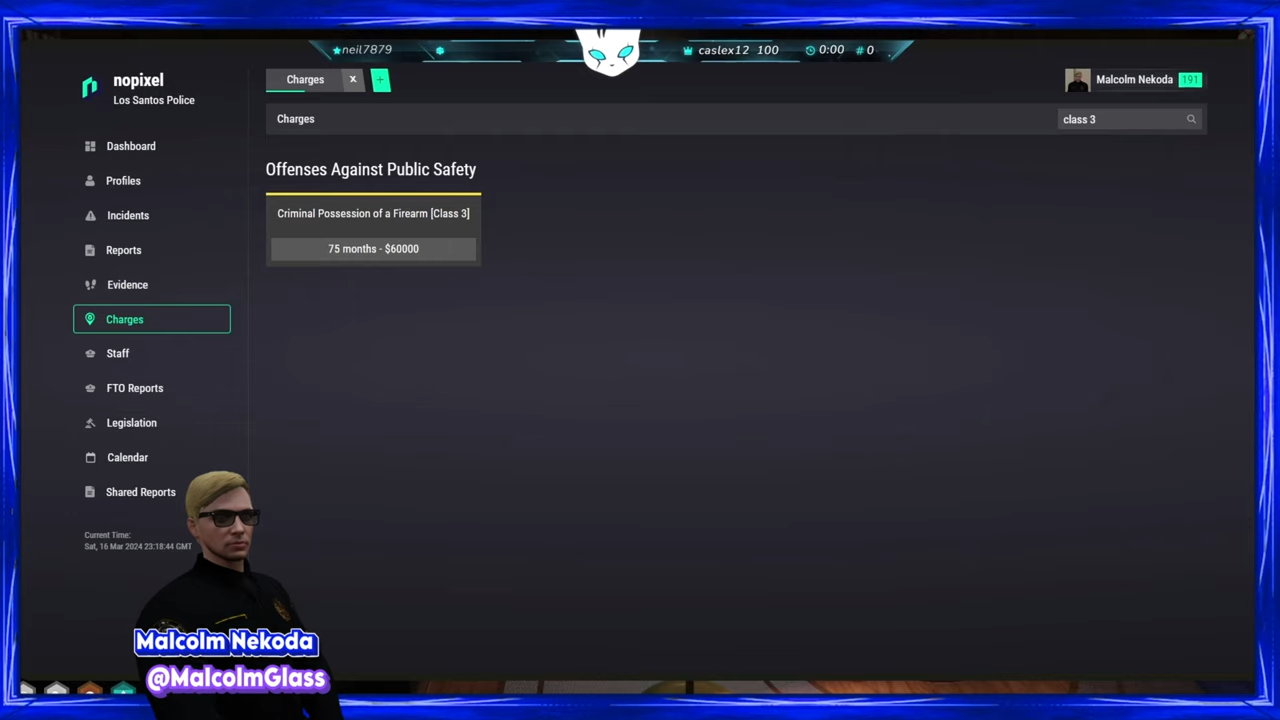 neil7879
caslex12 100
0:00
#0
nopixel
Los Santos Police
Charges x +
Malcolm Nekoda 191
Charges
class 3
Dashboard
Profiles
Incidents
Reports
Evidence
Charges
Staff
FTO Reports
Legislation
Calendar
Shared Reports
Current Time:
Sat, 16 Mar 2024 23:18:44 GMT
Offenses Against Public Safety
Criminal Possession of a Firearm [Class 3]
75 months - $60000
Malcolm Nekoda
@MalcolmGlass